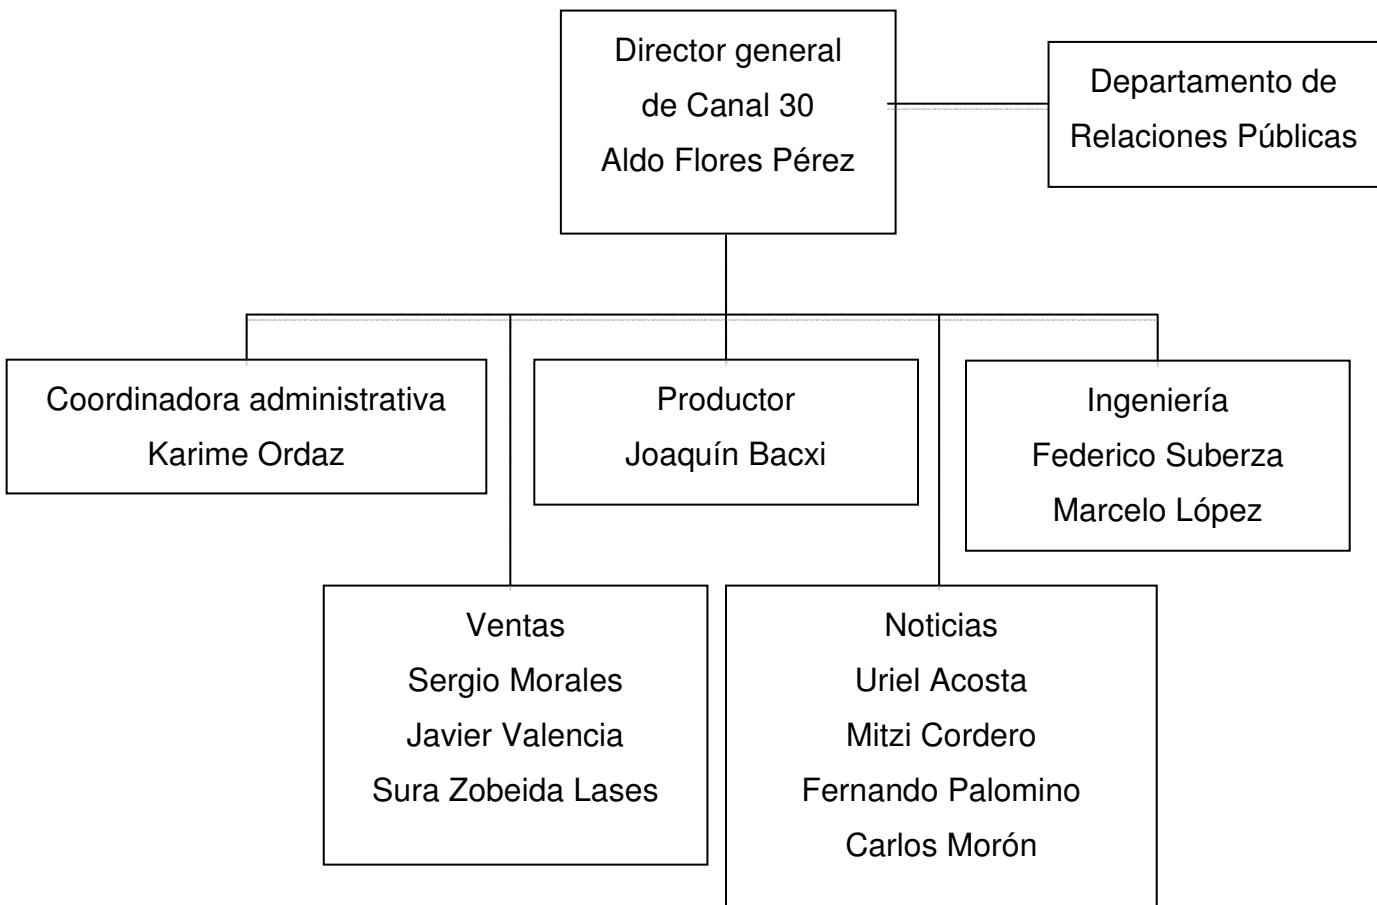 Director general
de Canal 30
Aldo Flores Pérez
Departamento de
Relaciones Públicas
Coordinadora administrativa
Karime Ordaz
Productor
Joaquín Bacxi
Ingeniería
Federico Suberza
Marcelo López
Ventas
Sergio Morales
Javier Valencia
Sura Zobeida Lases
Noticias
Uriel Acosta
Mitzi Cordero
Fernando Palomino
Carlos Morón